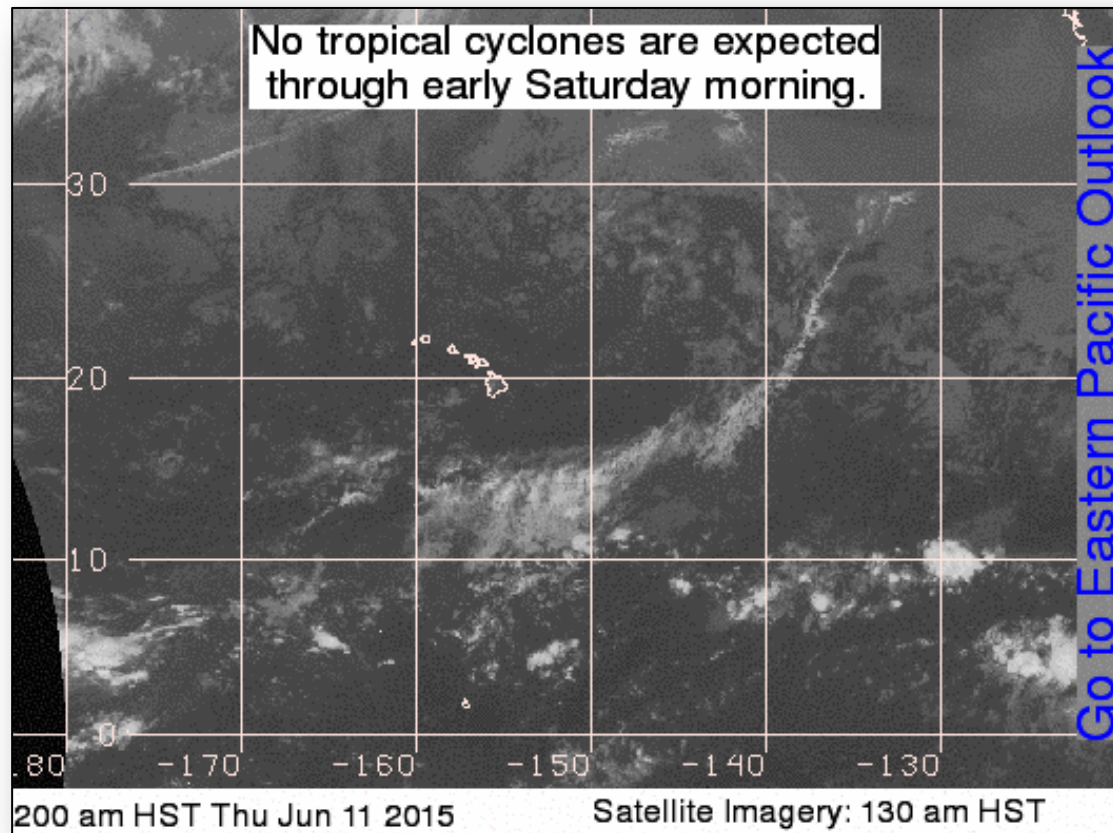 No tropical cyclones are expected
through early Saturday morning.
Go to Eastern Pacific Outlook
30
20
10
0
.80 -170 -160 -150 -140 -130
200 am HST Thu Jun 11 2015 Satellite Imagery: 130 am HST